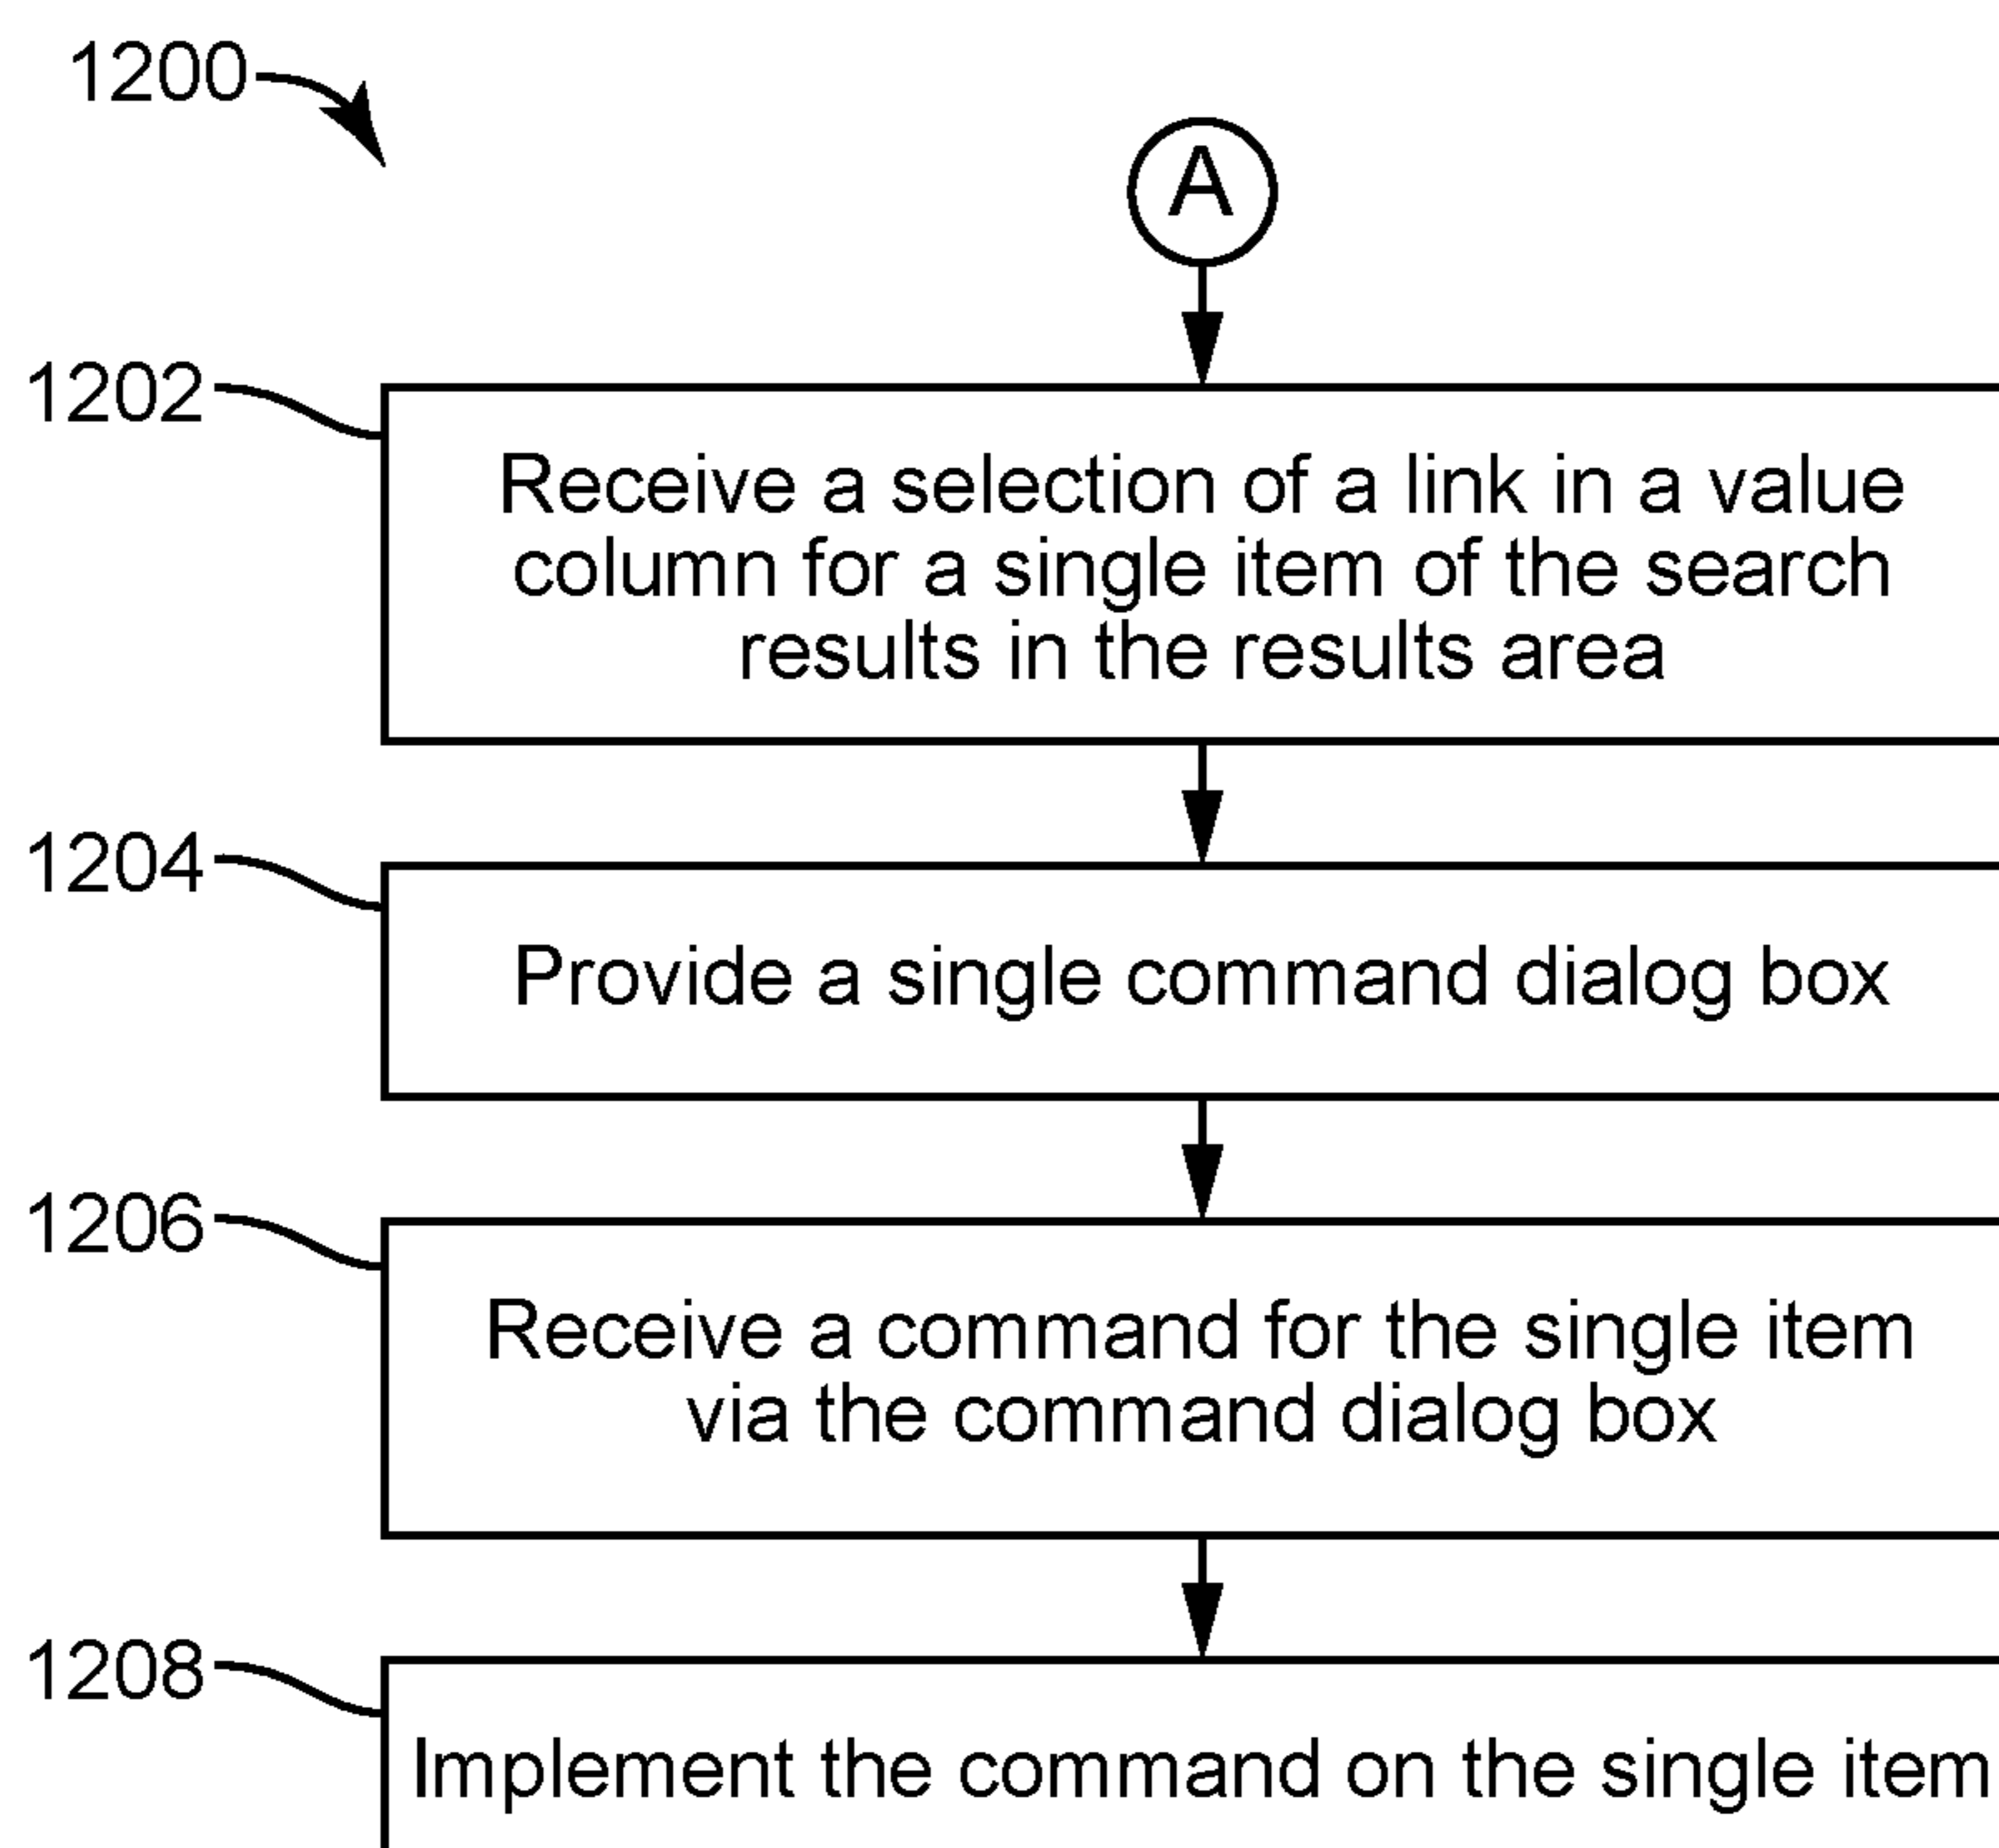 1200
A
1202
Receive a selection of a link in a value
column for a single item of the search
results in the results area
1204
Provide a single command dialog box
1206
Receive a command for the single item
via the command dialog box
1208
Implement the command on the single item